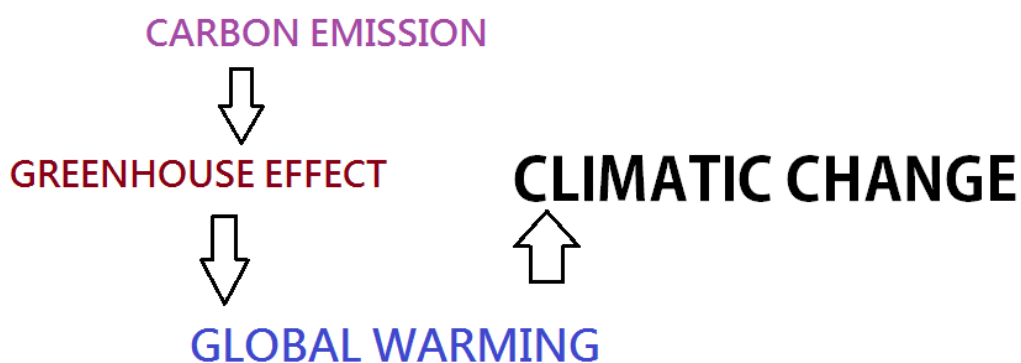 CARBON EMISSION
GREENHOUSE EFFECT
GLOBAL WARMING
CLIMATIC CHANGE